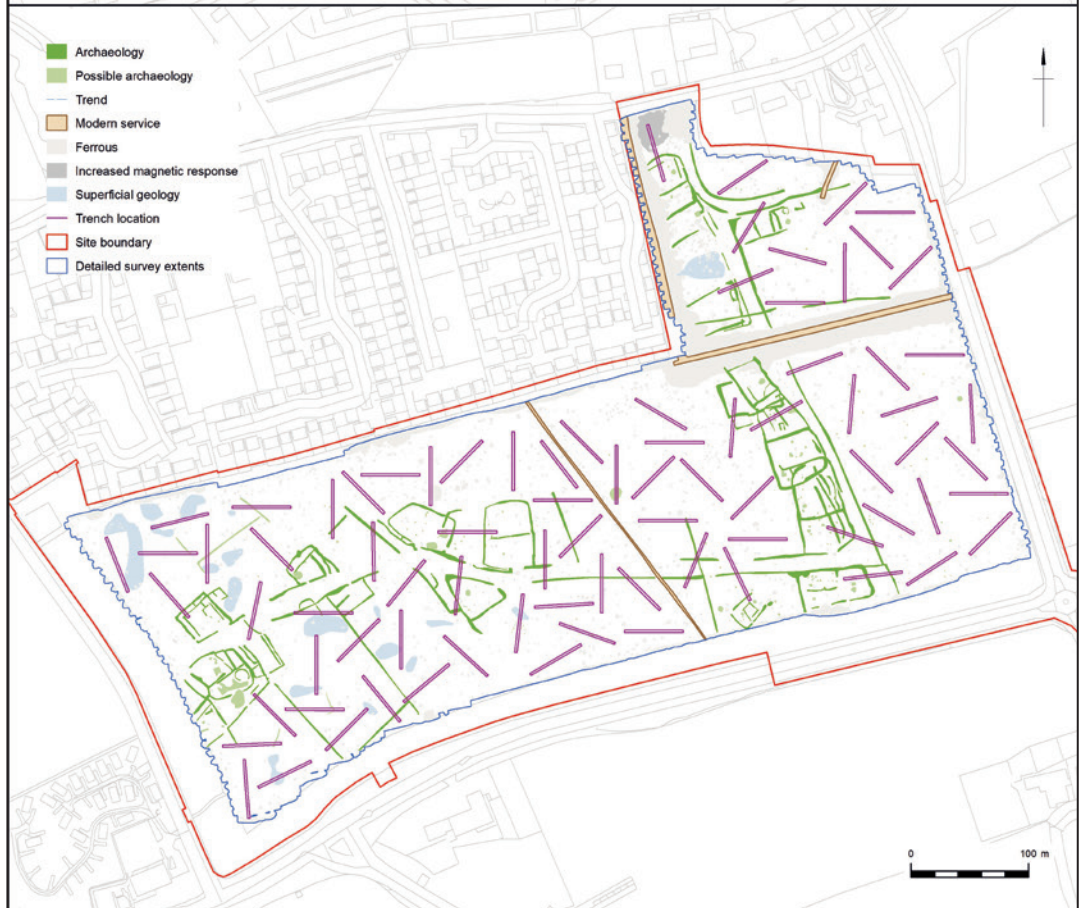 Archaeology
Possible archaeology
Trend
Modern service
Ferrous
Increased magnetic response
Superficial geology
Trench location
Site boundary
Detailed survey extents
0 100 m